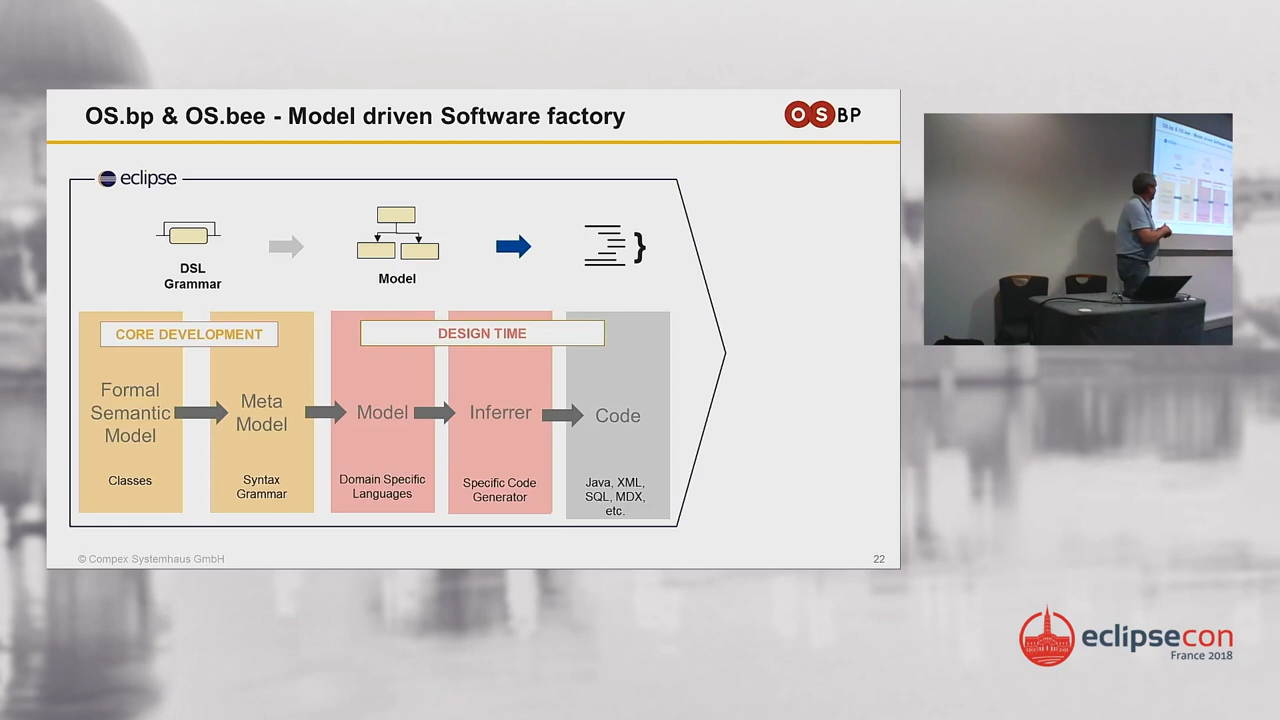 OS.bp & OS.bee - Model driven Software factory
OS BP
eclipse
DSL
Grammar
Model
}
CORE DEVELOPMENT
DESIGN TIME
Formal
Semantic
Model
Meta
Model
Model
Inferrer
Code
Classes
Syntax
Grammar
Domain Specific
Languages
Specific Code
Generator
Java, XML,
SQL, MDX,
etc.
© Compex Systemhaus GmbH
22
eclipsecon
France 2018